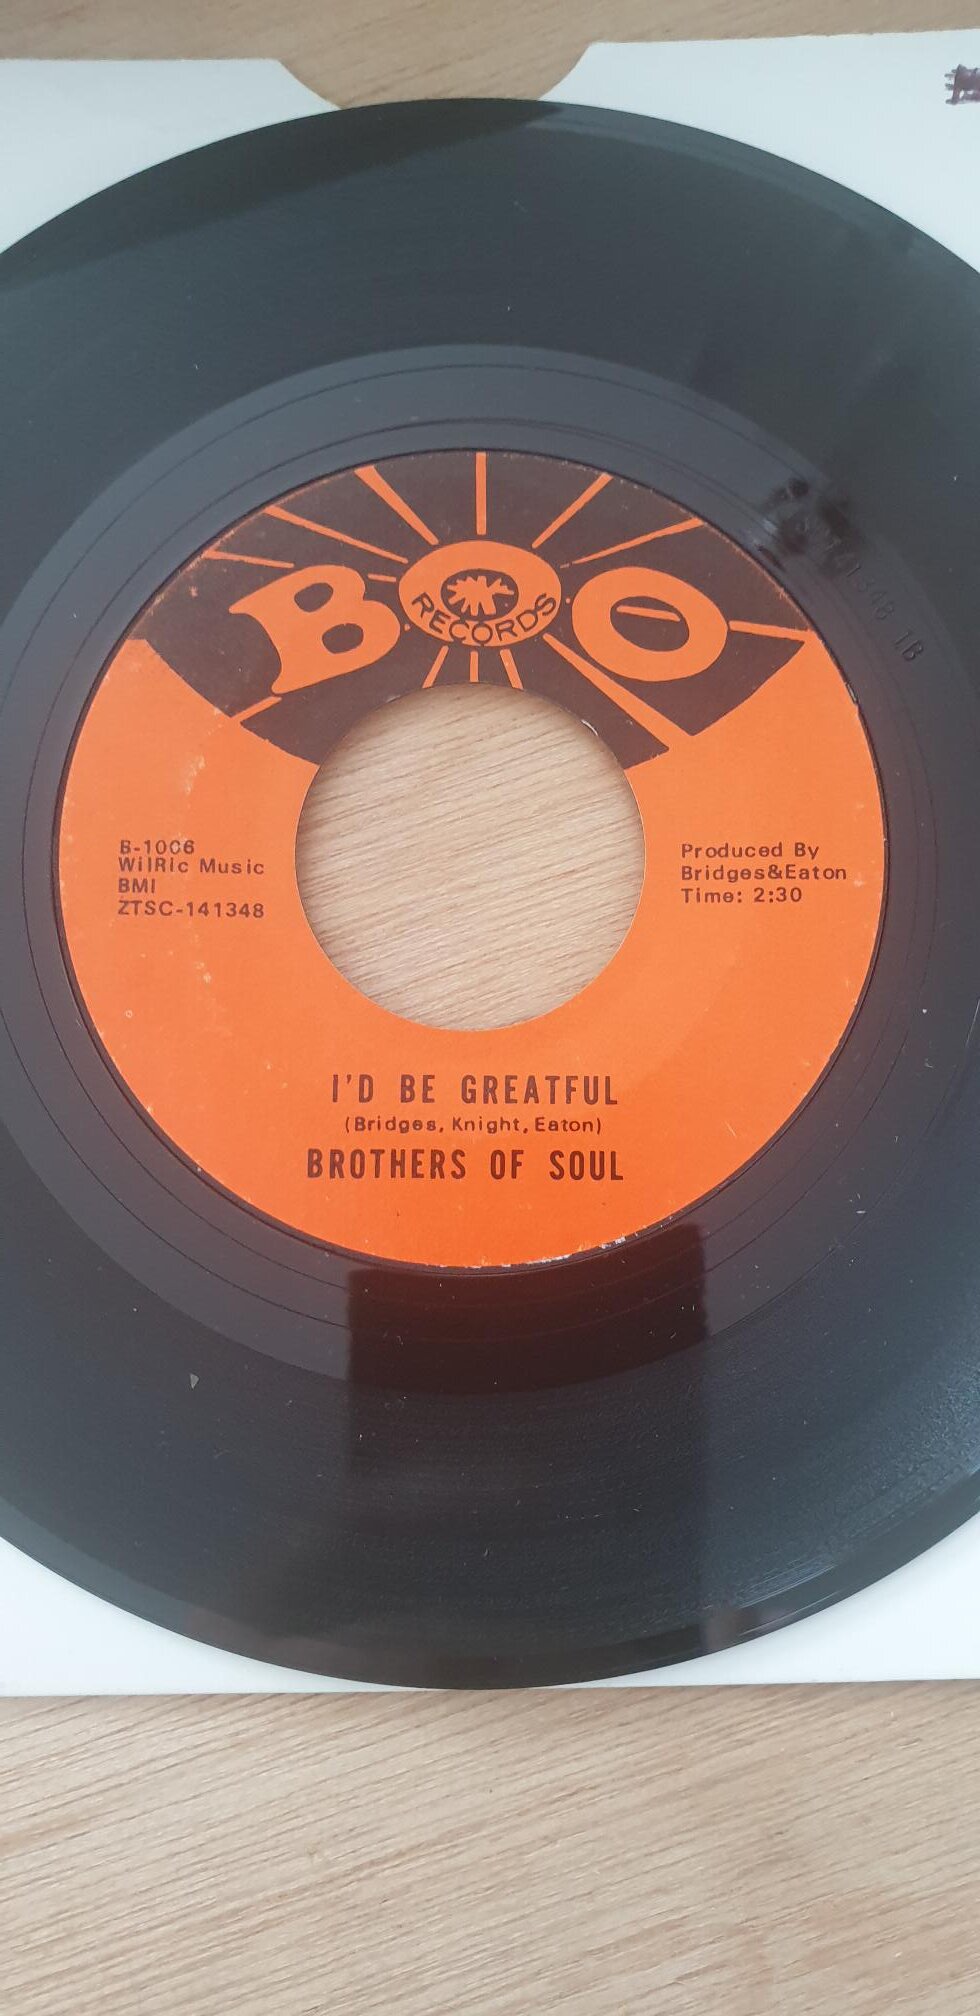 BOO
RECORDS
B-1006
WilRic Music
BMI
ZTSC-141348
Produced By
Bridges&Eaton
Time: 2:30
I'D BE GREATFUL
(Bridges, Knight, Eaton)
BROTHERS OF SOUL